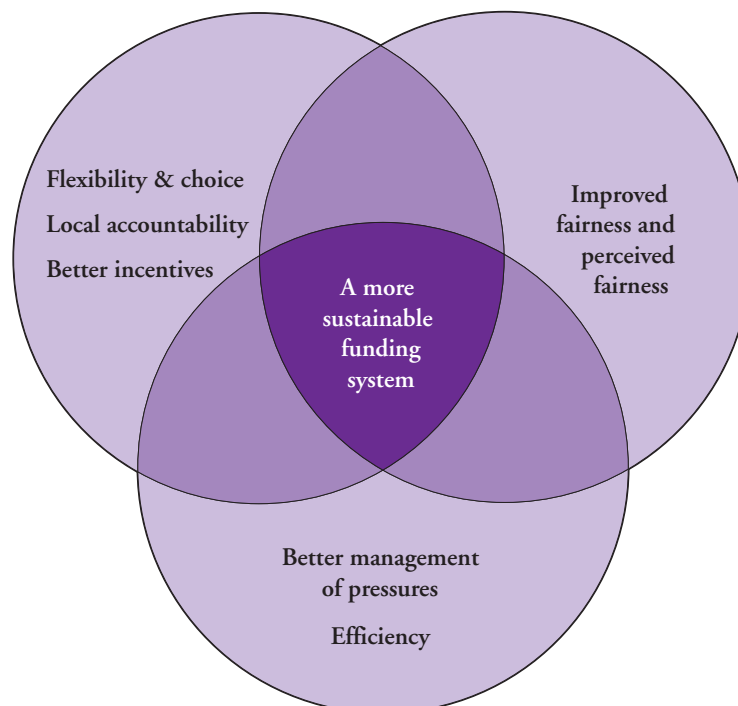 Flexibility & choice
Local accountability
Better incentives
Improved
fairness and
perceived
fairness
A more
sustainable
funding
system
Better management
of pressures
Efficiency